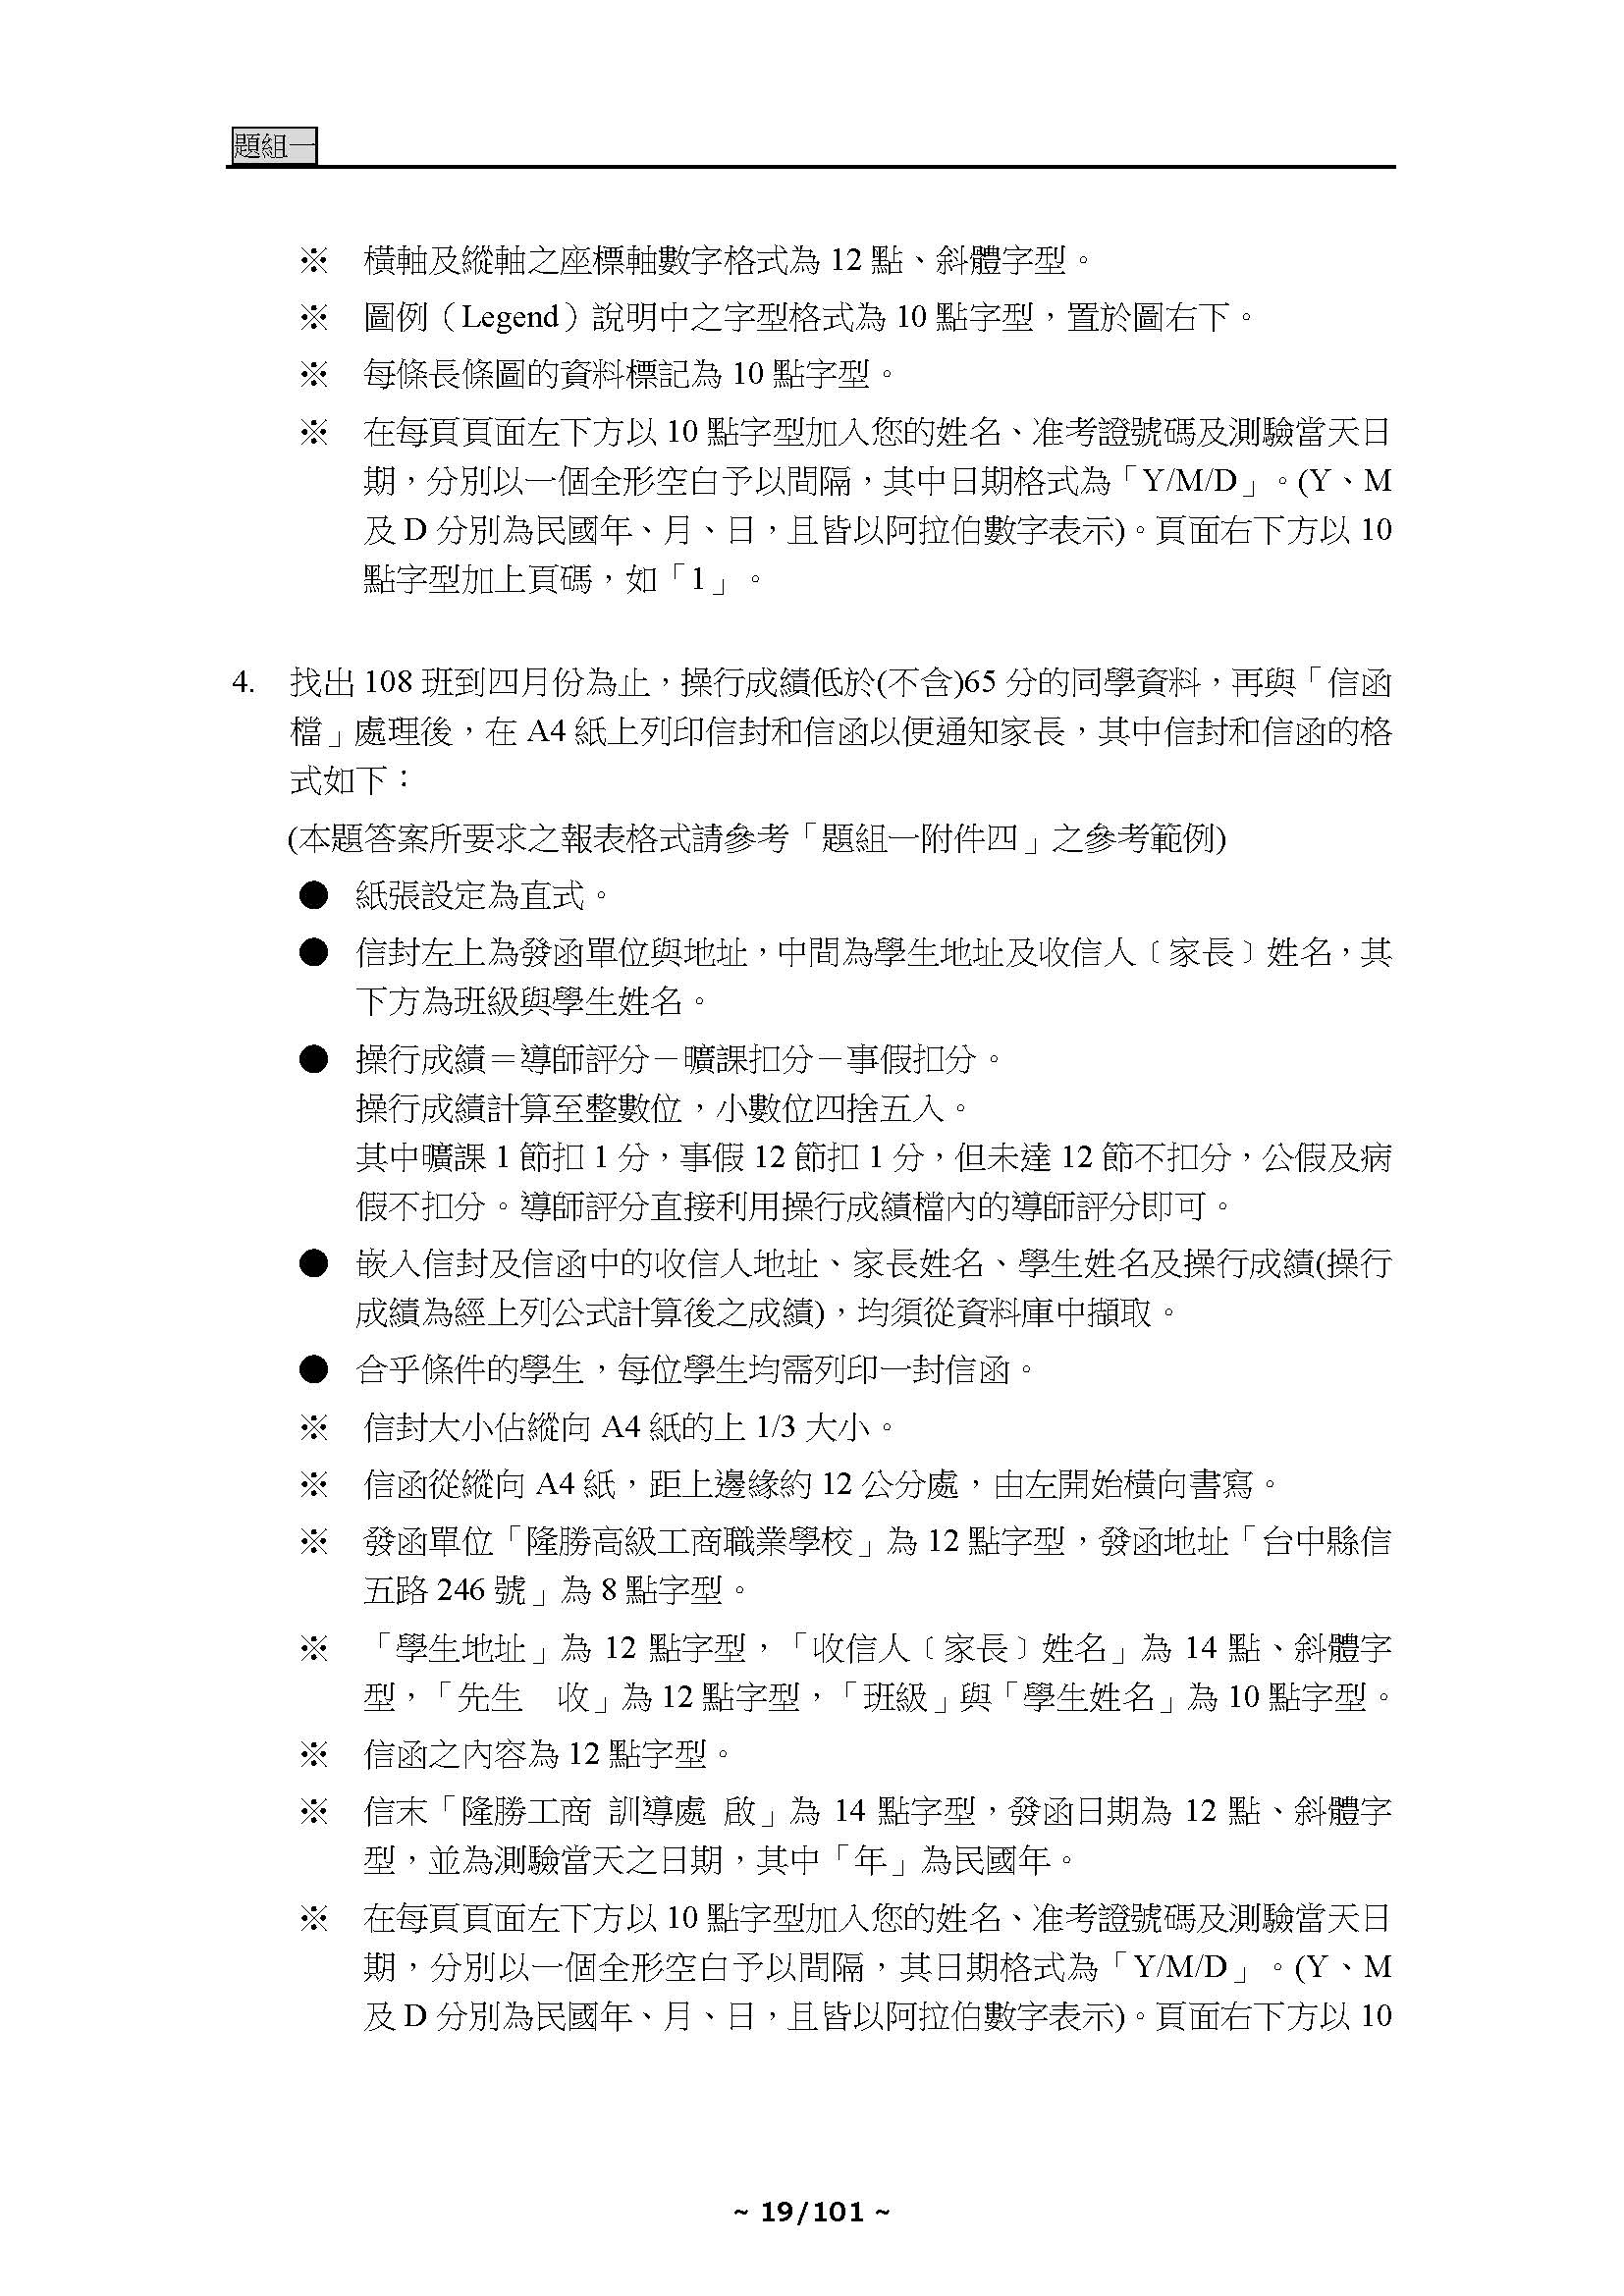 題組一
※ 橫軸及縱軸之座標軸數字格式為 12 點、斜體字型。
※ 圖例（Legend）說明中之字型格式為 10 點字型，置於圖右下。
※ 每條長條圖的資料標記為 10 點字型。
※ 在每頁頁面左下方以 10 點字型加入您的姓名、准考證號碼及測驗當天日
期，分別以一個全形空白予以間隔，其中日期格式為「Y/M/D」。(Y、M
及 D 分別為民國年、月、日，且皆以阿拉伯數字表示)。頁面右下方以 10
點字型加上頁碼，如「1」。
4. 找出 108 班到四月份為止，操行成績低於(不含)65 分的同學資料，再與「信函
檔」處理後，在 A4 紙上列印信封和信函以便通知家長，其中信封和信函的格
式如下：
(本題答案所要求之報表格式請參考「題組一附件四」之參考範例)
● 紙張設定為直式。
● 信封左上為發函單位與地址，中間為學生地址及收信人﹝家長﹞姓名，其
下方為班級與學生姓名。
● 操行成績＝導師評分－曠課扣分－事假扣分。
操行成績計算至整數位，小數位四捨五入。
其中曠課 1 節扣 1 分，事假 12 節扣 1 分，但未達 12 節不扣分，公假及病
假不扣分。導師評分直接利用操行成績檔內的導師評分即可。
● 嵌入信封及信函中的收信人地址、家長姓名、學生姓名及操行成績(操行
成績為經上列公式計算後之成績)，均須從資料庫中擷取。
● 合乎條件的學生，每位學生均需列印一封信函。
※ 信封大小佔縱向 A4 紙的上 1/3 大小。
※ 信函從縱向 A4 紙，距上邊緣約 12 公分處，由左開始橫向書寫。
※ 發函單位「隆勝高級工商職業學校」為 12 點字型，發函地址「台中縣信
五路 246 號」為 8 點字型。
※ 「學生地址」為 12 點字型，「收信人﹝家長﹞姓名」為 14 點、斜體字
型，「先生　收」為 12 點字型，「班級」與「學生姓名」為 10 點字型。
※ 信函之內容為 12 點字型。
※ 信末「隆勝工商 訓導處 啟」為 14 點字型，發函日期為 12 點、斜體字
型，並為測驗當天之日期，其中「年」為民國年。
※ 在每頁頁面左下方以 10 點字型加入您的姓名、准考證號碼及測驗當天日
期，分別以一個全形空白予以間隔，其日期格式為「Y/M/D」。(Y、M
及 D 分別為民國年、月、日，且皆以阿拉伯數字表示)。頁面右下方以 10
~ 19/101 ~